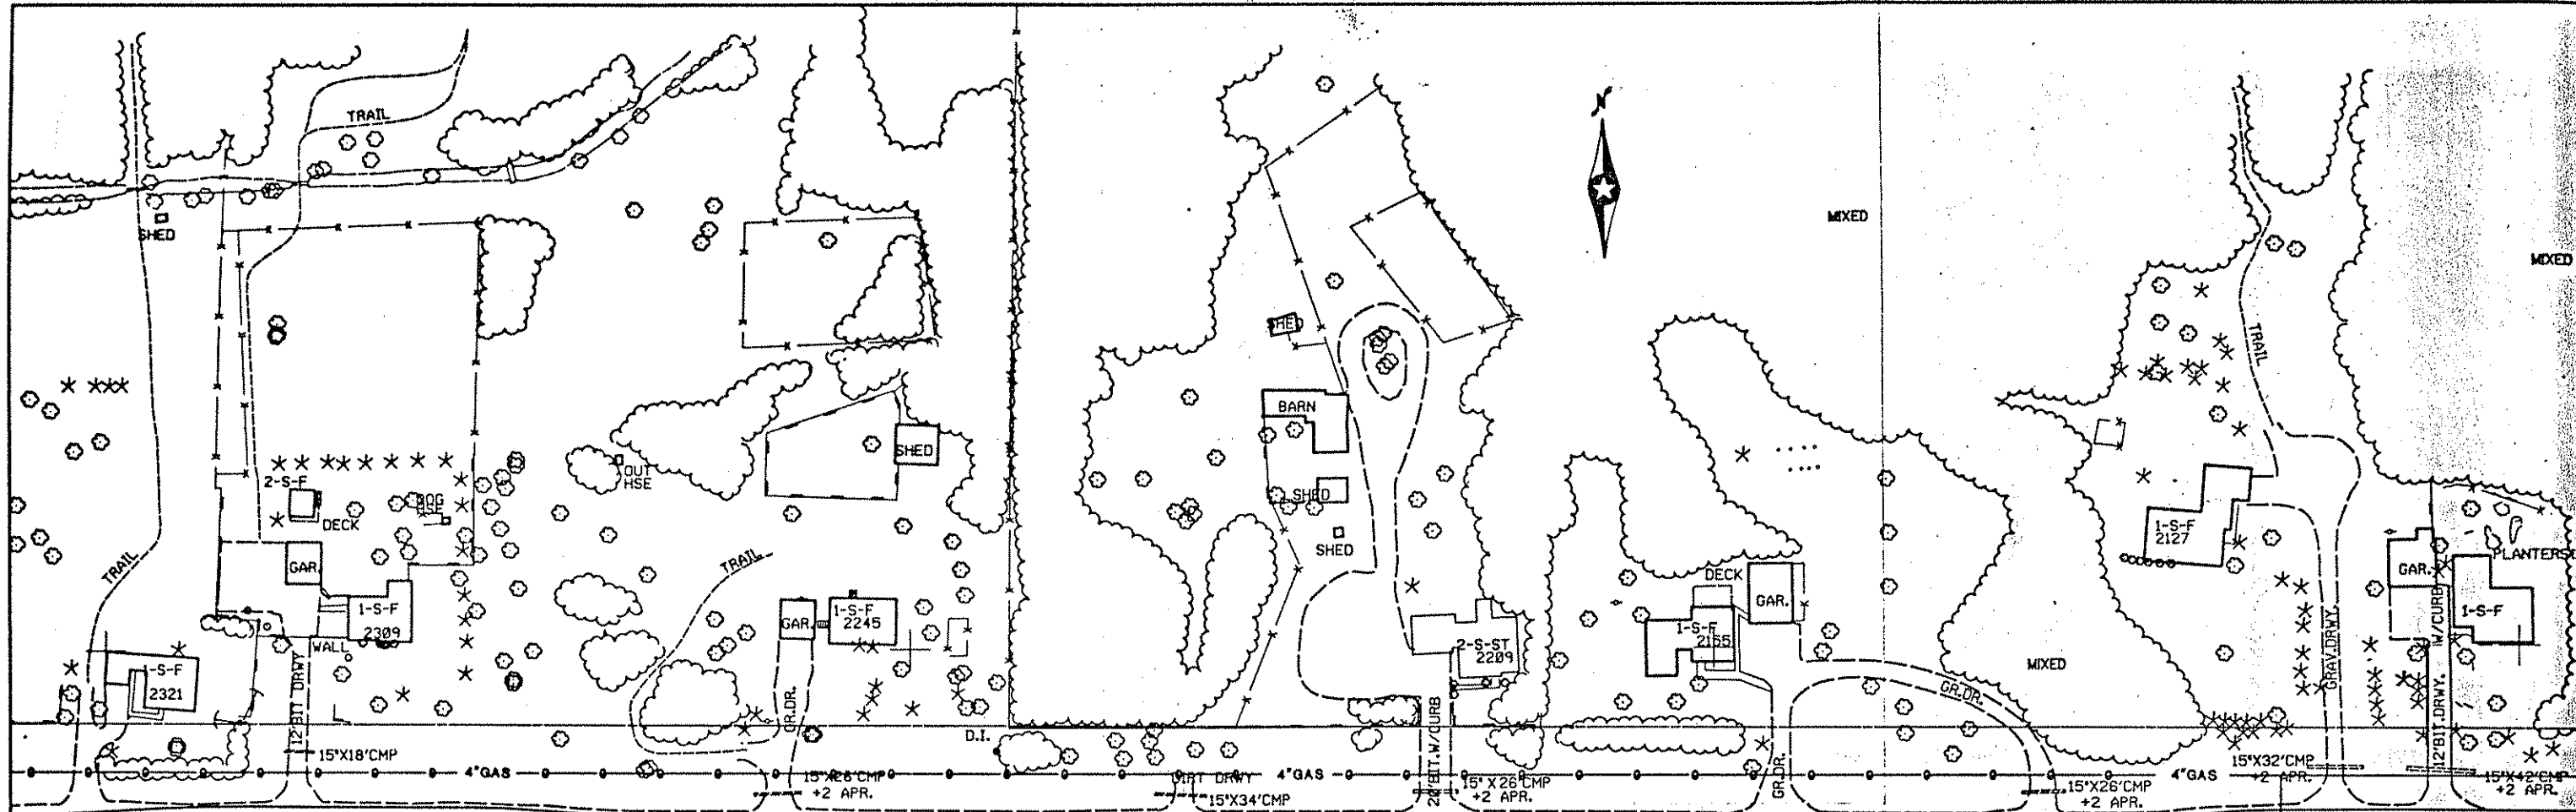 N
TRAIL
SHED
MIXED
MIXED
SHED
TRAIL
BARN
SHED
OUT
HSE
2-S-F
DECK
DOG
HSE
SHED
SHED
1-S-F
2127
PLANTERS
TRAIL
TRAIL
GAR.
DECK
GAR.
GAR.
1-S-F
2309
WALL
GAR.
1-S-F
2245
1-S-F
2165
2-S-ST
2209
1-S-F
MIXED
1-S-F
2321
12'BIT DRWY
GR.DR.
D.I.
20'BIT.W/CURB
GR.DR.
GR.DR.
GRAV.DRWY.
12'BIT.DRWY. W/CURB
15"X18'CMP
4"GAS
15"X26'CMP
+2 APR.
DIRT DRWY
4"GAS
15"X34'CMP
15"X26'CMP
+2 APR.
15"X26'CMP
+2 APR.
4"GAS
15"X32'CMP
+2 APR.
15"X42'CMP
+2 APR.